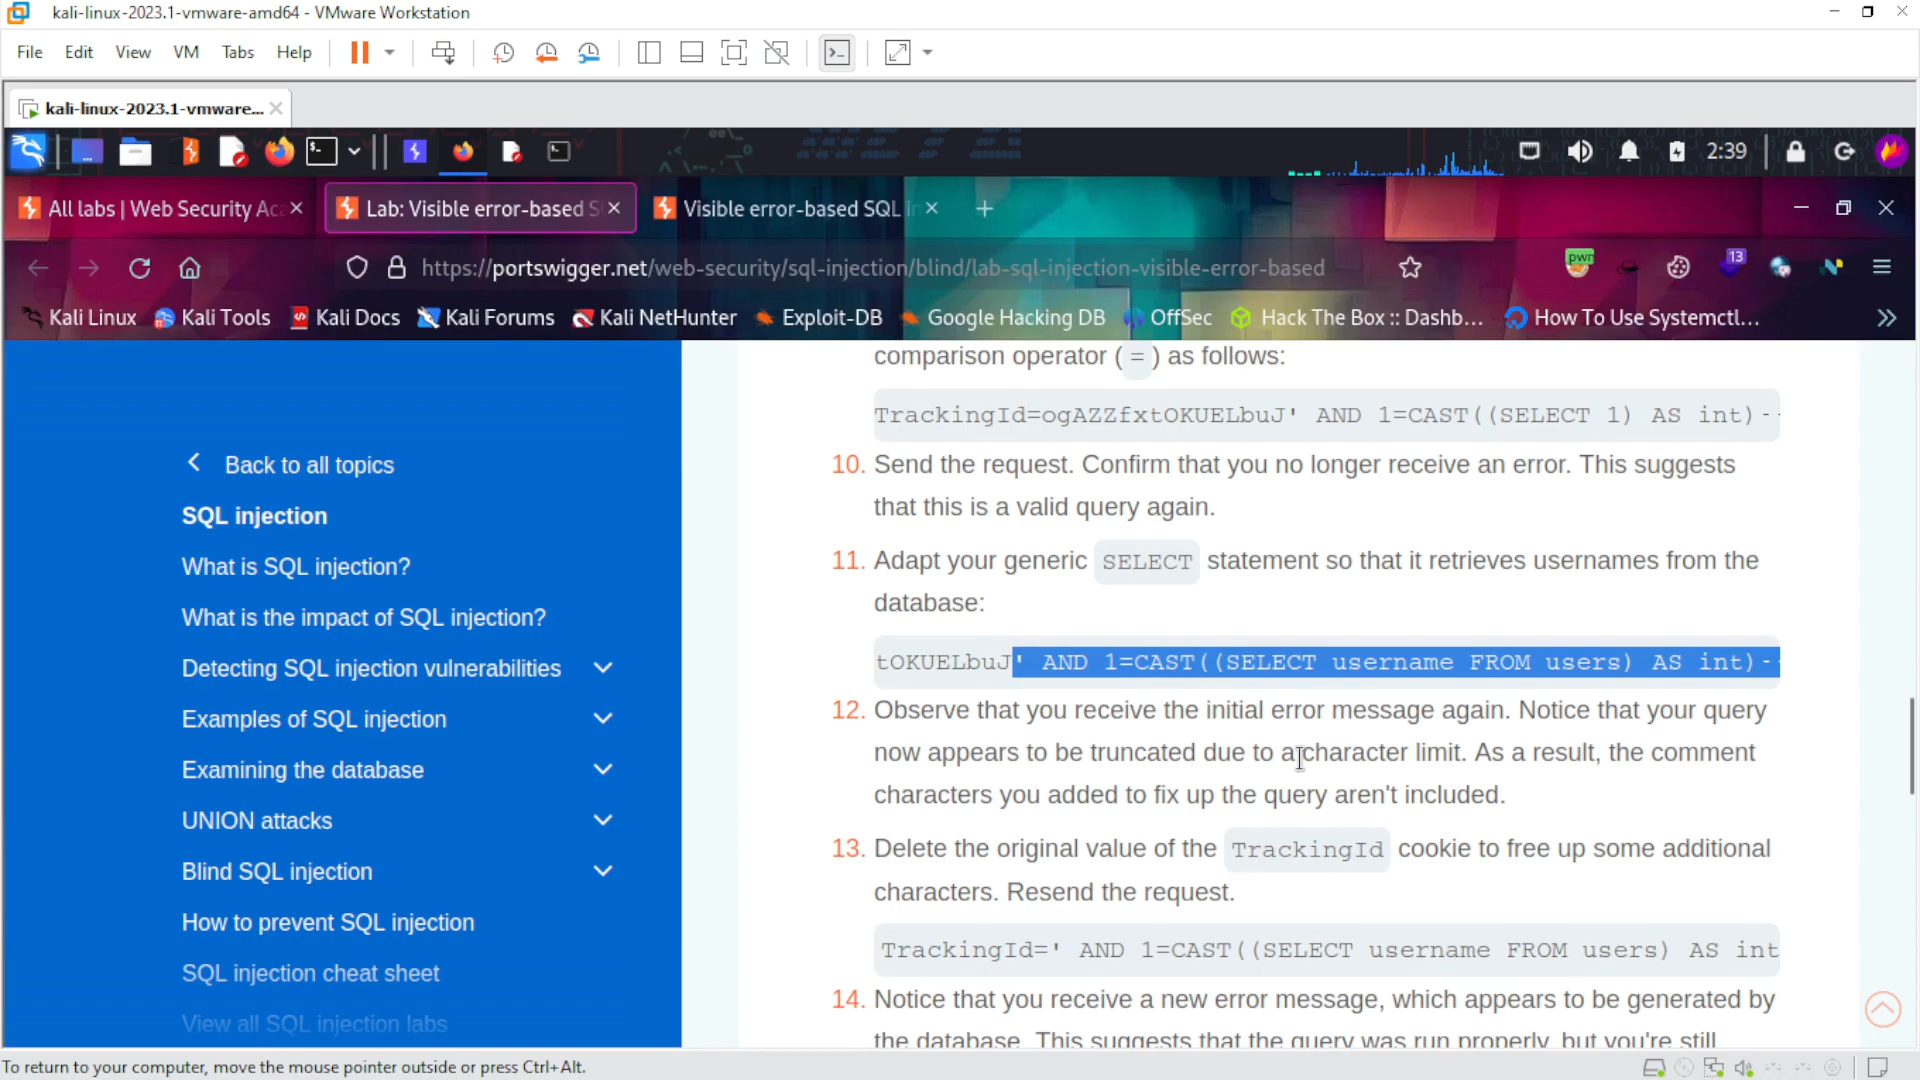 kali-linux-2023.1-vmware-amd64 - VMware Workstation
File Edit View VM Tabs Help
kali-linux-2023.1-vmware...
2:39
All labs | Web Security Aca
Lab: Visible error-based S
Visible error-based SQL in
https://portswigger.net/web-security/sql-injection/blind/lab-sql-injection-visible-error-based
pwn
13
Kali Linux Kali Tools Kali Docs Kali Forums Kali NetHunter Exploit-DB Google Hacking DB OffSec Hack The Box :: Dashb... How To Use Systemctl...
Back to all topics
SQL injection
What is SQL injection?
What is the impact of SQL injection?
Detecting SQL injection vulnerabilities
Examples of SQL injection
Examining the database
UNION attacks
Blind SQL injection
How to prevent SQL injection
SQL injection cheat sheet
View all SQL injection labs
comparison operator ( = ) as follows:
TrackingId=ogAZZfxtOKUELbuJ' AND 1=CAST((SELECT 1) AS int)--
10. Send the request. Confirm that you no longer receive an error. This suggests
that this is a valid query again.
11. Adapt your generic SELECT statement so that it retrieves usernames from the
database:
tOKUELbuJ' AND 1=CAST((SELECT username FROM users) AS int)--
12. Observe that you receive the initial error message again. Notice that your query
now appears to be truncated due to a character limit. As a result, the comment
characters you added to fix up the query aren't included.
13. Delete the original value of the TrackingId cookie to free up some additional
characters. Resend the request.
TrackingId=' AND 1=CAST((SELECT username FROM users) AS int
14. Notice that you receive a new error message, which appears to be generated by
the database. This suggests that the query was run properly, but you're still
To return to your computer, move the mouse pointer outside or press Ctrl+Alt.